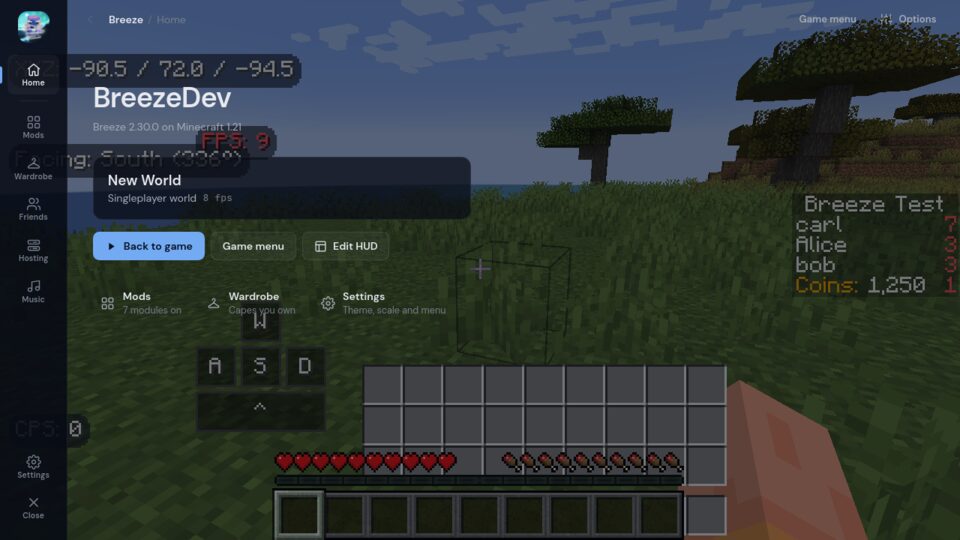 Breeze / Home
Game menu
Options
Home
XYZ: -90.5 / 72.0 / -94.5
BreezeDev
Breeze 2.30.0 on Minecraft 1.21
FPS: 9
Facing: South (336°)
Mods
Wardrobe
Friends
Hosting
Music
New World
Singleplayer world 8 fps
Back to game
Game menu
Edit HUD
Mods
7 modules on
Wardrobe
Capes you own
Settings
Theme, scale and menu
W
A S D
^
CPS: 0
Breeze Test
carl 7
Alice 3
bob 3
Coins: 1,250 1
Settings
Close